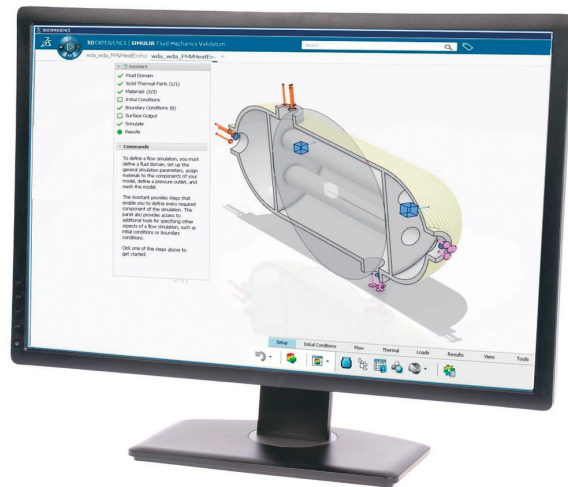 3DEXPERIENCE
3DEXPERIENCE | SIMULIA Fluid Mechanics Validation
Search
wdia_wdia_FMVHeatExc
Assistant
Fluid Domain
Solid Thermal Parts (1/1)
Materials (3/3)
Initial Conditions
Boundary Conditions (6)
Surface Output
Simulate
Results
Commands
To define a flow simulation, you must
define a fluid domain, set up the
general simulation parameters, assign
materials to the components of your
model, define a pressure outlet, and
mesh the model.
The Assistant provides steps that
enable you to define every required
component of the simulation. This
panel also provides access to
additional tools for specifying other
aspects of a flow simulation, such as
initial conditions or boundary
conditions.
Click one of the steps above to
get started.
Setup Initial Conditions Flow Thermal Loads Results View Tools